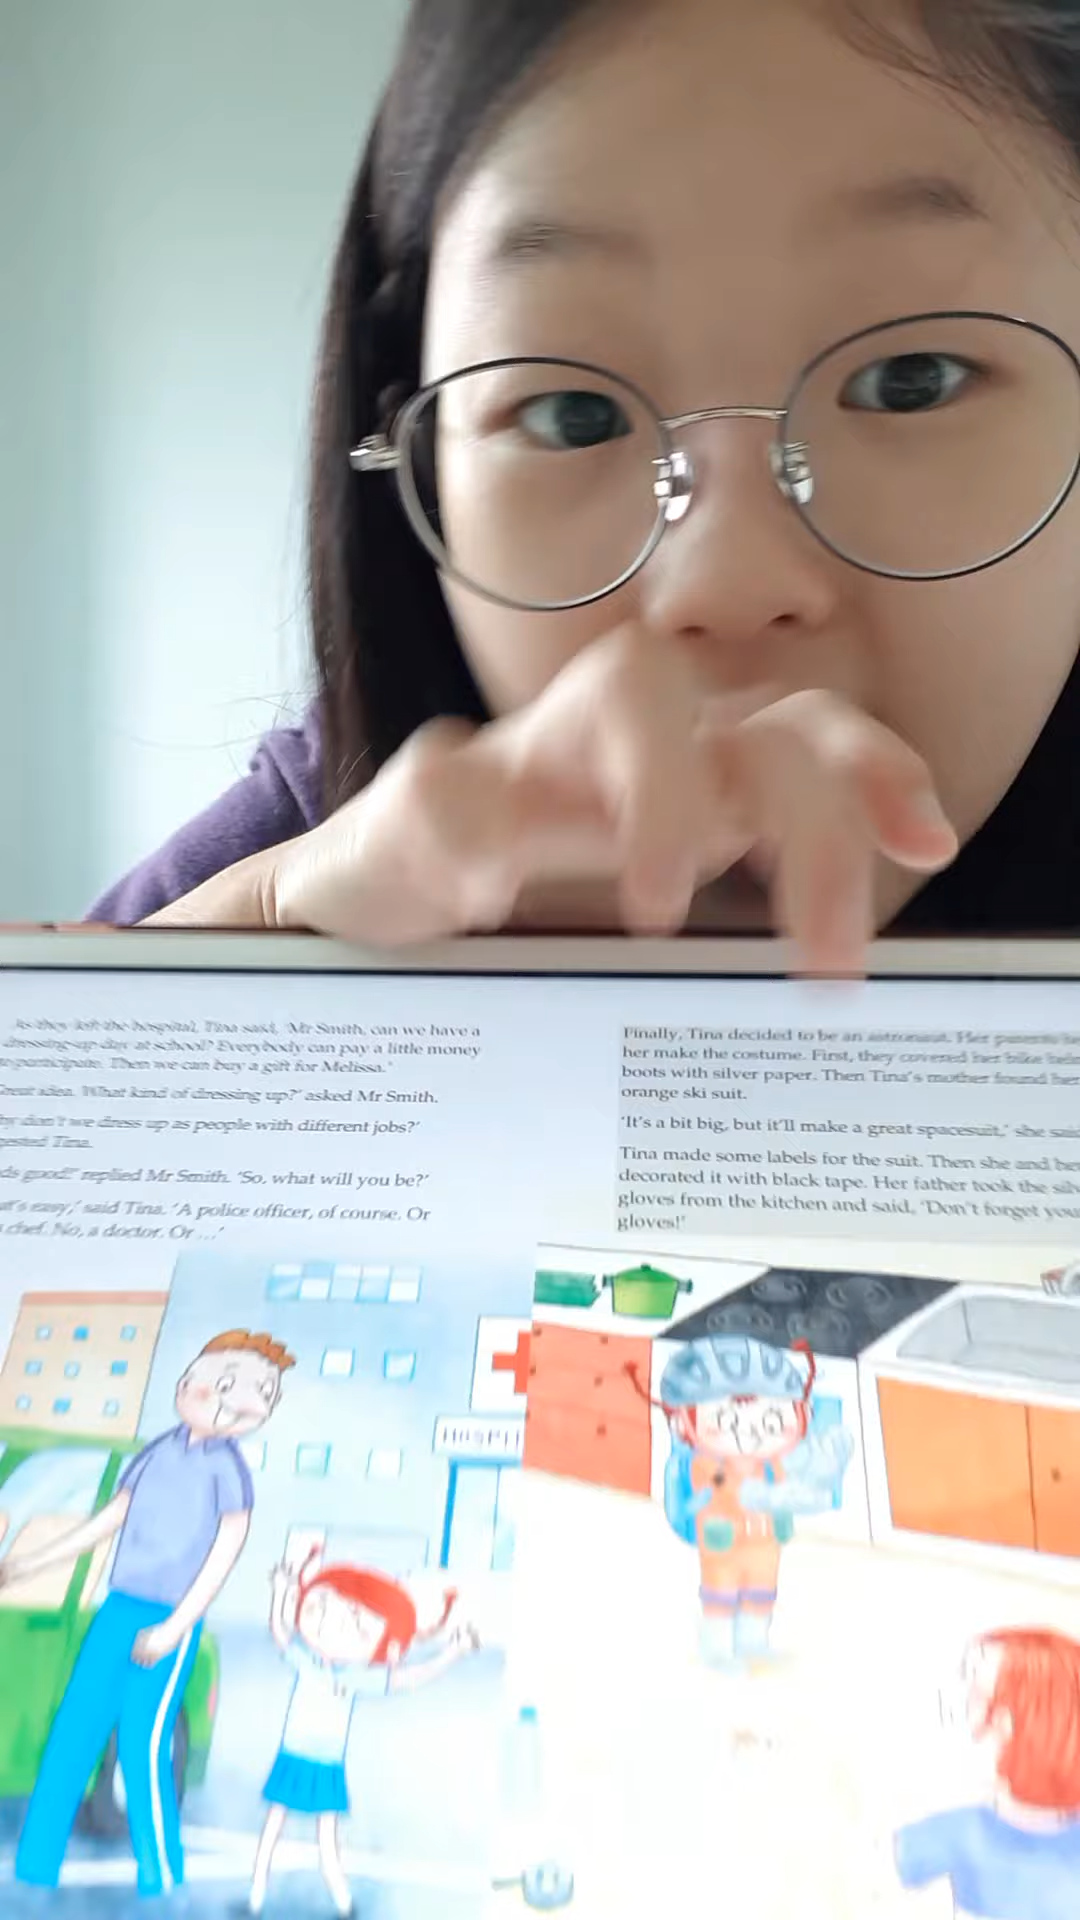 As they left the hospital, Tina said, 'Mr Smith, can we have a
dressing-up day at school? Everybody can pay a little money
participate. Then we can buy a gift for Melissa.'
Great idea. What kind of dressing up?' asked Mr Smith.
don't we dress up as people with different jobs?'
Tina.
good!' replied Mr Smith. 'So, what will you be?'
easy,' said Tina. 'A police officer, of course. Or
chef. No, a doctor. Or …'
Finally, Tina decided to be an astronaut. Her parents
her make the costume. First, they covered her bike
boots with silver paper. Then Tina's mother found her
orange ski suit.
'It's a bit big, but it'll make a great spacesuit,' she
Tina made some labels for the suit. Then she and her
decorated it with black tape. Her father took the
gloves from the kitchen and said, 'Don't forget your
gloves!'
HOSPI